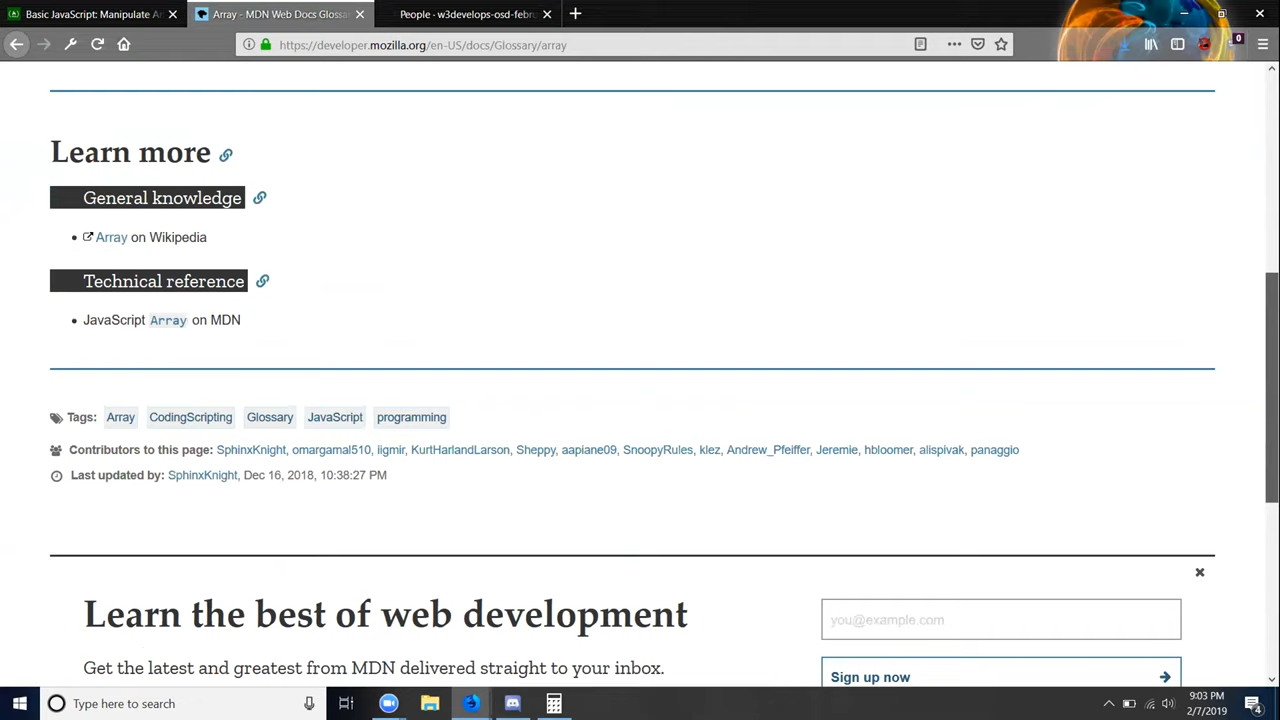 Basic JavaScript: Manipulate Ar
Array - MDN Web Docs Glossa
People - w3develops-osd-febru
https://developer.mozilla.org/en-US/docs/Glossary/array
0
Learn more
General knowledge
Array on Wikipedia
Technical reference
JavaScript Array on MDN
Tags: Array CodingScripting Glossary JavaScript programming
Contributors to this page: SphinxKnight, omargamal510, iigmir, KurtHarlandLarson, Sheppy, aapiane09, SnoopyRules, klez, Andrew_Pfeiffer, Jeremie, hbloomer, alispivak, panaggio
Last updated by: SphinxKnight, Dec 16, 2018, 10:38:27 PM
Learn the best of web development
you@example.com
Get the latest and greatest from MDN delivered straight to your inbox.
Sign up now
Type here to search
9:03 PM
2/7/2019
4